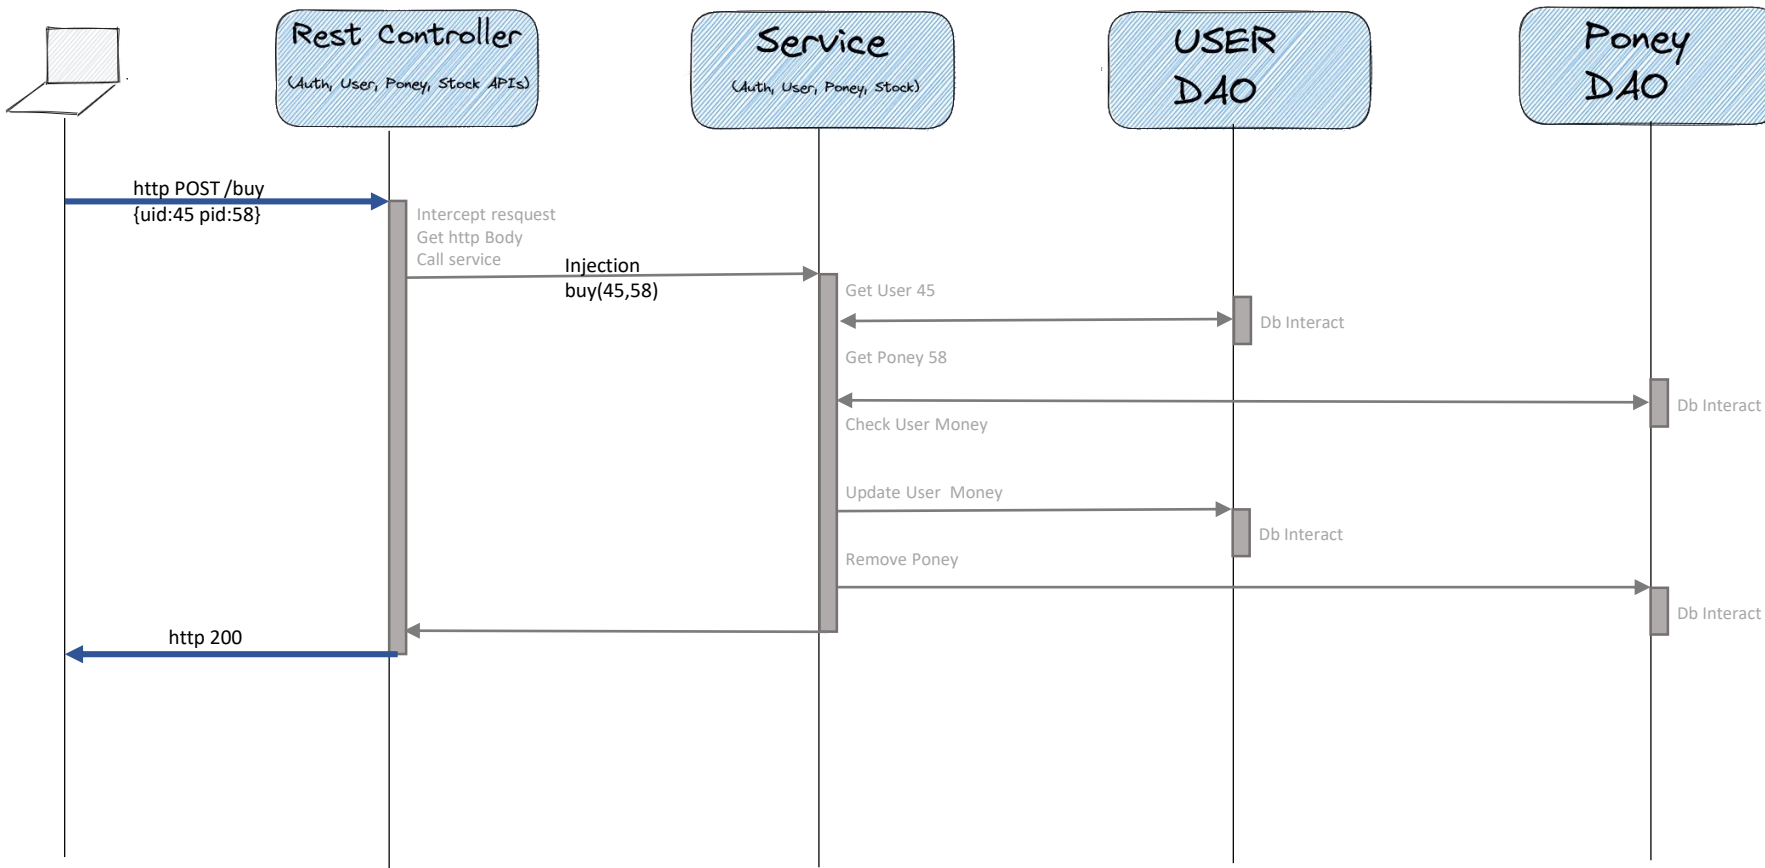 Rest Controller
(Auth, User, Poney, Stock APIs)
Service
(Auth, User, Poney, Stock)
USER
DAO
Poney
DAO
http POST /buy
{uid:45 pid:58}
Intercept resquest
Get http Body
Call service
Injection
buy(45,58)
Get User 45
Db Interact
Get Poney 58
Db Interact
Check User Money
Update User  Money
Db Interact
Remove Poney
Db Interact
http 200